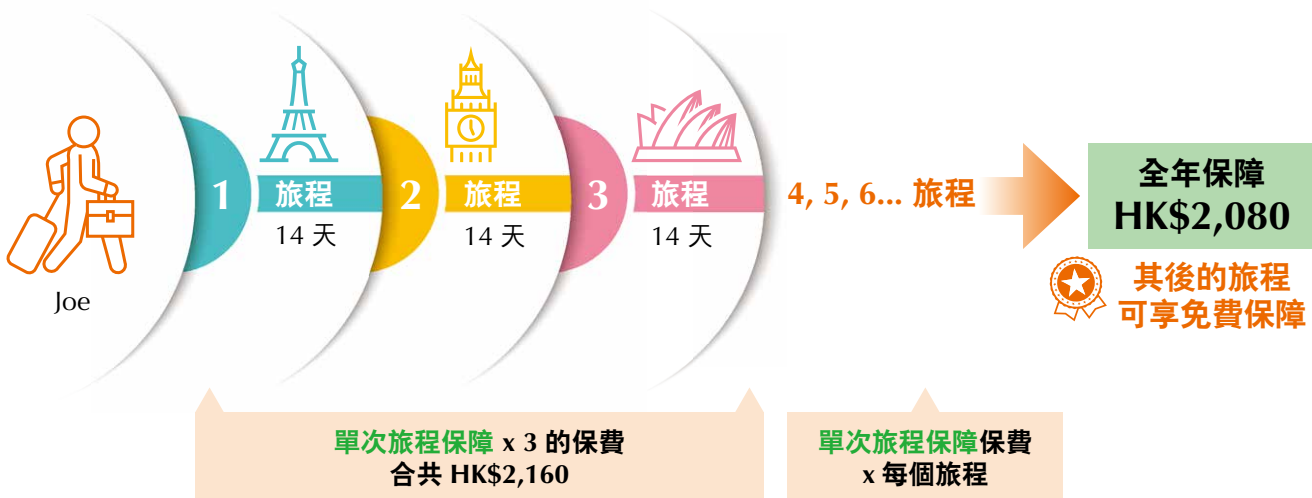 Joe
1
旅程
14 天
2
旅程
14 天
3
旅程
14 天
4, 5, 6... 旅程
全年保障
HK$2,080
其後的旅程
可享免費保障
單次旅程保障 x 3 的保費
合共 HK$2,160
單次旅程保障保費
x 每個旅程